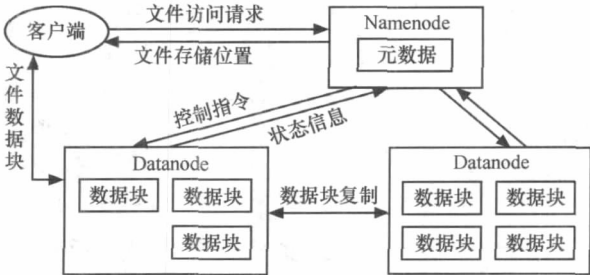 客户端
文件访问请求
文件存储位置
Namenode
元数据
文件数据块
控制指令
状态信息
Datanode
数据块 数据块
数据块
数据块复制
Datanode
数据块 数据块
数据块 数据块